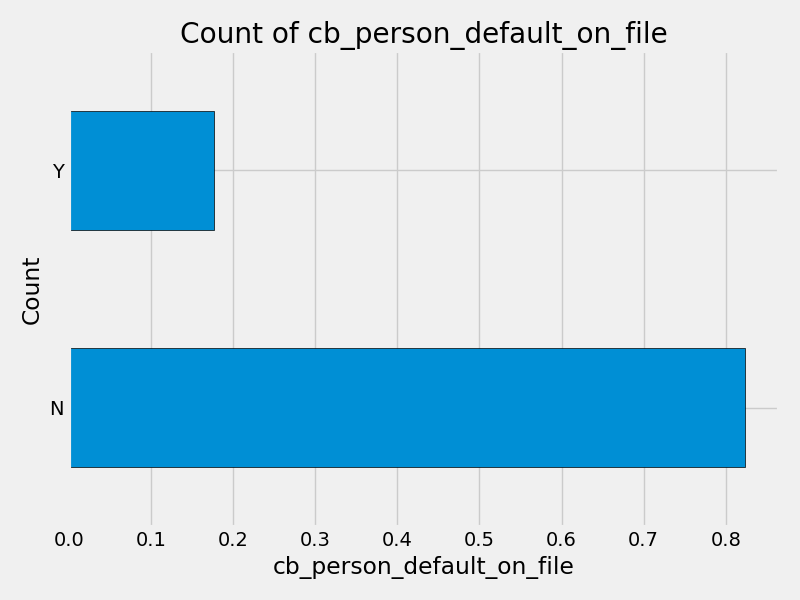 Count of cb_person_default_on_file
Y
Count
N
0.0 0.1 0.2 0.3 0.4 0.5 0.6 0.7 0.8
cb_person_default_on_file